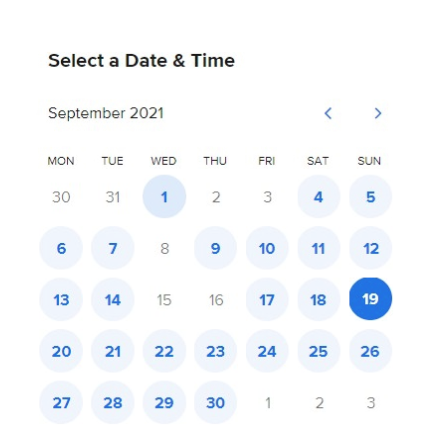 Select a Date & Time
September 2021
MON TUE WED THU FRI SAT SUN
30 31 1 2 3 4 5
6 7 8 9 10 11 12
13 14 15 16 17 18 19
20 21 22 23 24 25 26
27 28 29 30 1 2 3